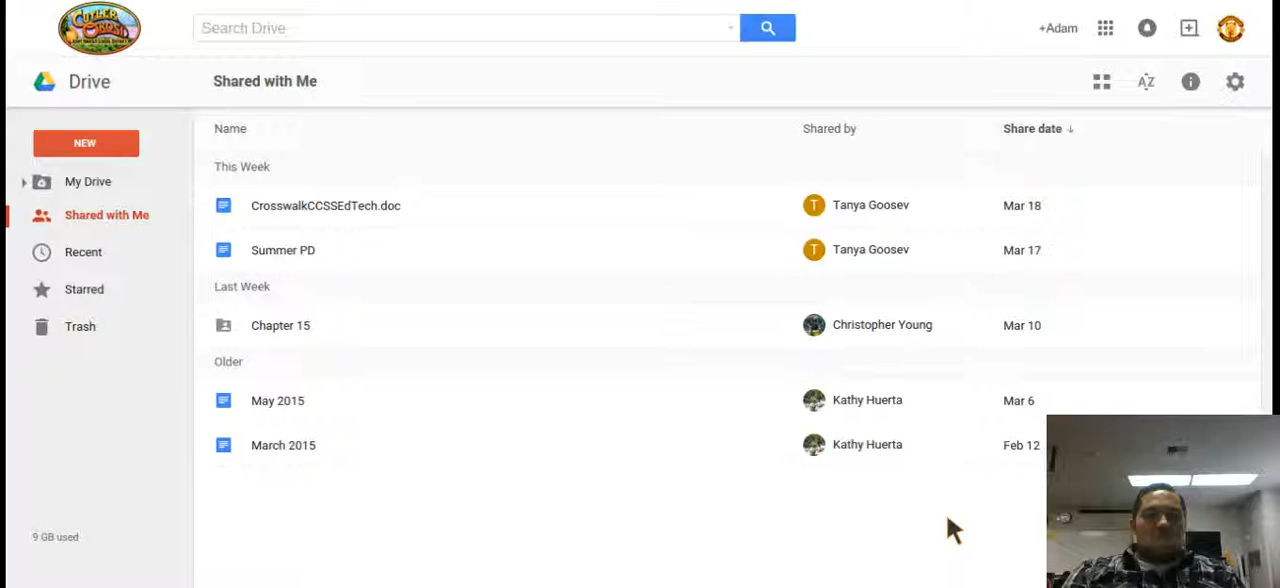 CUTLER
OROSI
Search Drive
+Adam
Drive
Shared with Me
AZ
NEW
My Drive
Shared with Me
Recent
Starred
Trash
9 GB used
Name
Shared by
Share date ↓
This Week
CrosswalkCCSSEdTech.doc
T
Tanya Goosev
Mar 18
Summer PD
T
Tanya Goosev
Mar 17
Last Week
Chapter 15
Christopher Young
Mar 10
Older
May 2015
Kathy Huerta
Mar 6
March 2015
Kathy Huerta
Feb 12